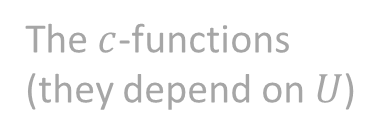 The c-functions
(they depend on U)